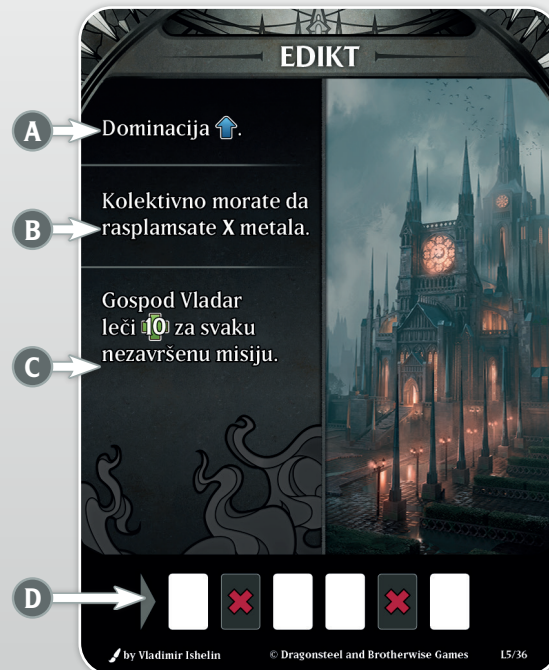 EDIKT
A
Dominacija .
B
Kolektivno morate da
rasplamsate X metala.
C
Gospod Vladar
leči 10 za svaku
nezavršenu misiju.
D
by Vladimir Ishelin © Dragonsteel and Brotherwise Games L5/36